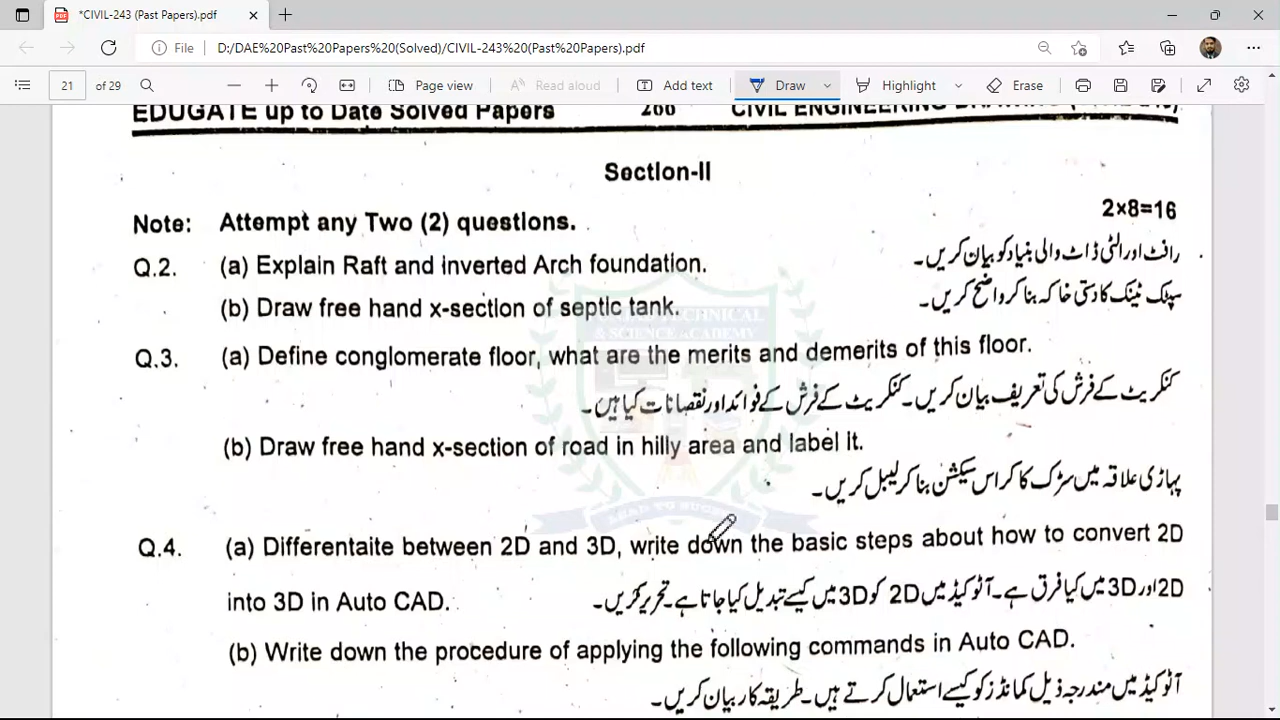 *CIVIL-243 (Past Papers).pdf
File D:/DAE%20Past%20Papers%20(Solved)/CIVIL-243%20(Past%20Papers).pdf
21 of 29 Page view Read aloud Add text Draw Highlight Erase
EDUGATE up to Date Solved Papers 266 CIVIL ENGINEERING
Section-II
2×8=16
Note: Attempt any Two (2) questions.
Q.2. (a) Explain Raft and inverted Arch foundation.
رافٹ اور الٹی ڈاٹ والی بنیاد کو بیان کریں۔
(b) Draw free hand x-section of septic tank.
سپٹک ٹینک کا دستی خاکہ بنا کر واضح کریں۔
PUNJAB TECHNICAL
& SCIENCE ACADEMY
Q.3. (a) Define conglomerate floor, what are the merits and demerits of this floor.
کنکریٹ کے فرش کی تعریف بیان کریں۔ کنکریٹ کے فرش کے فوائد اور نقصانات کیا ہیں۔
(b) Draw free hand x-section of road in hilly area and label it.
پہاڑی علاقہ میں سڑک کا کراس سیکشن بنا کر لیبل کریں۔
Q.4. (a) Differentaite between 2D and 3D, write down the basic steps about how to convert 2D
into 3D in Auto CAD.
2D اور 3D میں کیا فرق ہے۔ آٹو کیڈ میں 2D کو 3D میں کیسے تبدیل کیا جاتا ہے۔ تحریر کریں۔
(b) Write down the procedure of applying the following commands in Auto CAD.
آٹو کیڈ میں مندرجہ ذیل کمانڈز کو کیسے استعمال کرتے ہیں۔ طریقہ کار بیان کریں۔